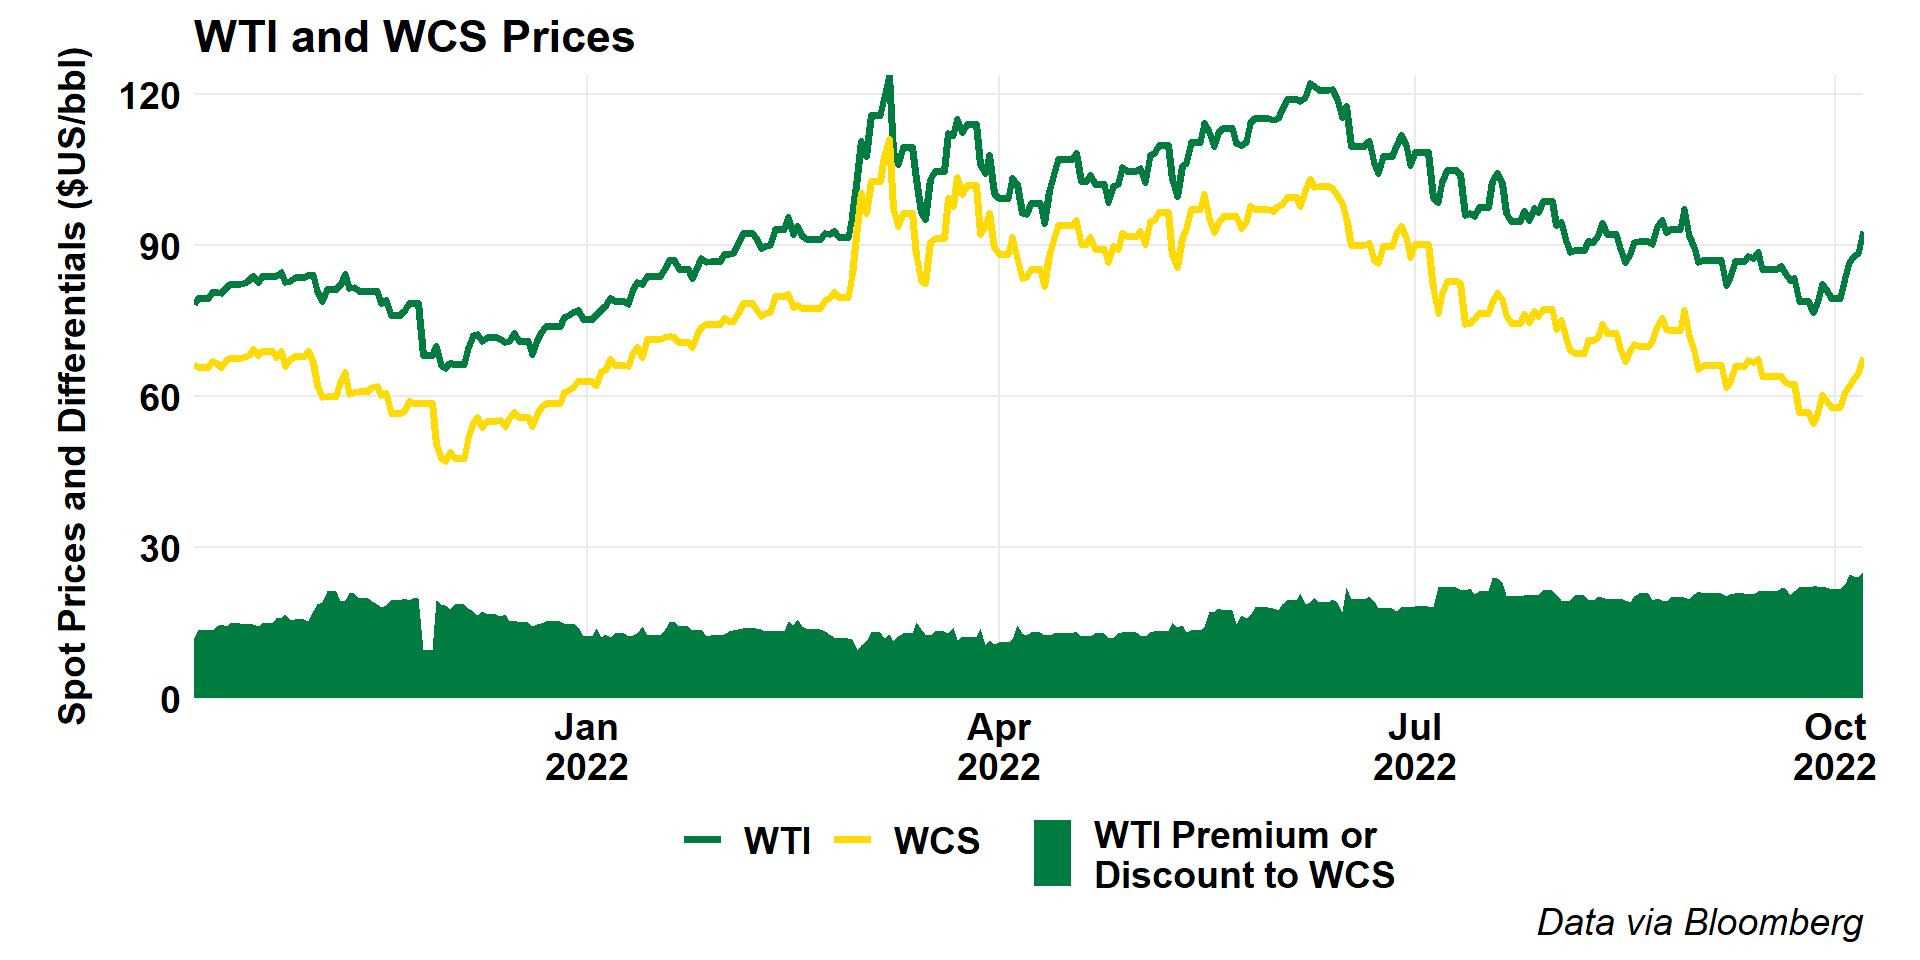 WTI and WCS Prices
Spot Prices and Differentials ($US/bbl)
120
90
60
30
0
Jan
2022
Apr
2022
Jul
2022
Oct
2022
WTI
WCS
WTI Premium or
Discount to WCS
Data via Bloomberg